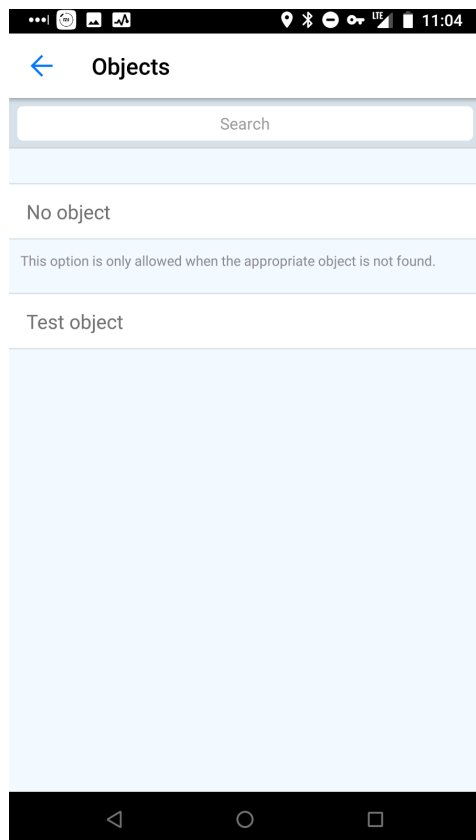 LTE 11:04
Objects
Search
No object
This option is only allowed when the appropriate object is not found.
Test object